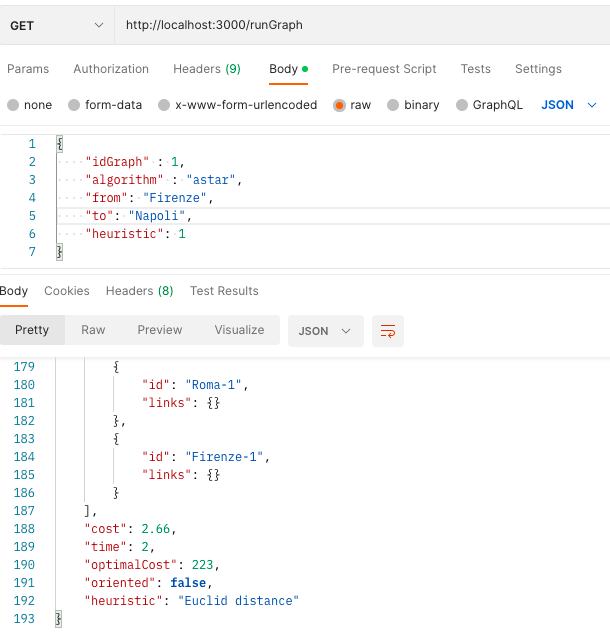 GET http://localhost:3000/runGraph
Params Authorization Headers (9) Body Pre-request Script Tests Settings
none form-data x-www-form-urlencoded raw binary GraphQL JSON
1 {
2 "idGraph" : 1,
3 "algorithm" : "astar",
4 "from": "Firenze",
5 "to": "Napoli",
6 "heuristic": 1
7 }
Body Cookies Headers (8) Test Results
Pretty Raw Preview Visualize JSON
179 {
180 "id": "Roma-1",
181 "links": {}
182 },
183 {
184 "id": "Firenze-1",
185 "links": {}
186 }
187 ],
188 "cost": 2.66,
189 "time": 2,
190 "optimalCost": 223,
191 "oriented": false,
192 "heuristic": "Euclid distance"
193 }